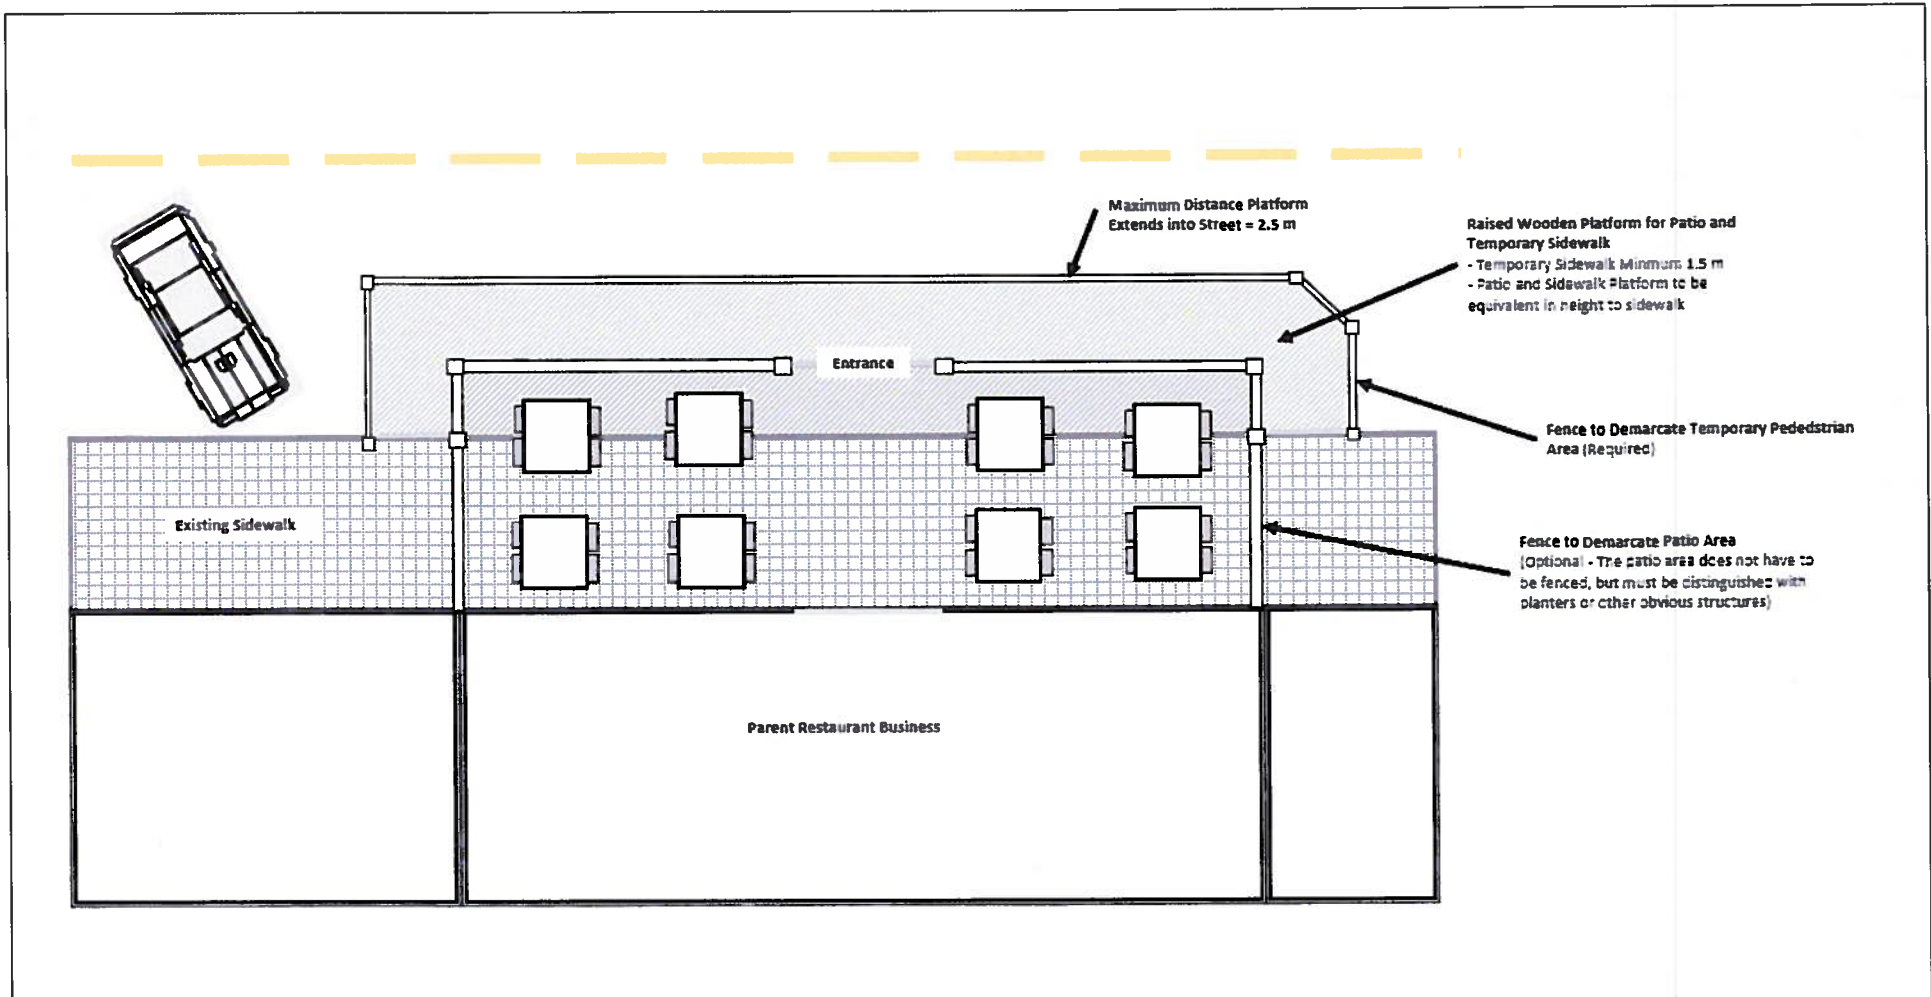 Maximum Distance Platform
Extends into Street = 2.5 m
Raised Wooden Platform for Patio and
Temporary Sidewalk
- Temporary Sidewalk Minmum 1.5 m
- Patio and Sidewalk Platform to be
equivalent in height to sidewalk
Entrance
Fence to Demarcate Temporary Pededstrian
Area (Required)
Existing Sidewalk
Fence to Demarcate Patio Area
(Optional - The patio area does not have to
be fenced, but must be distinguished with
planters or other obvious structures)
Parent Restaurant Business